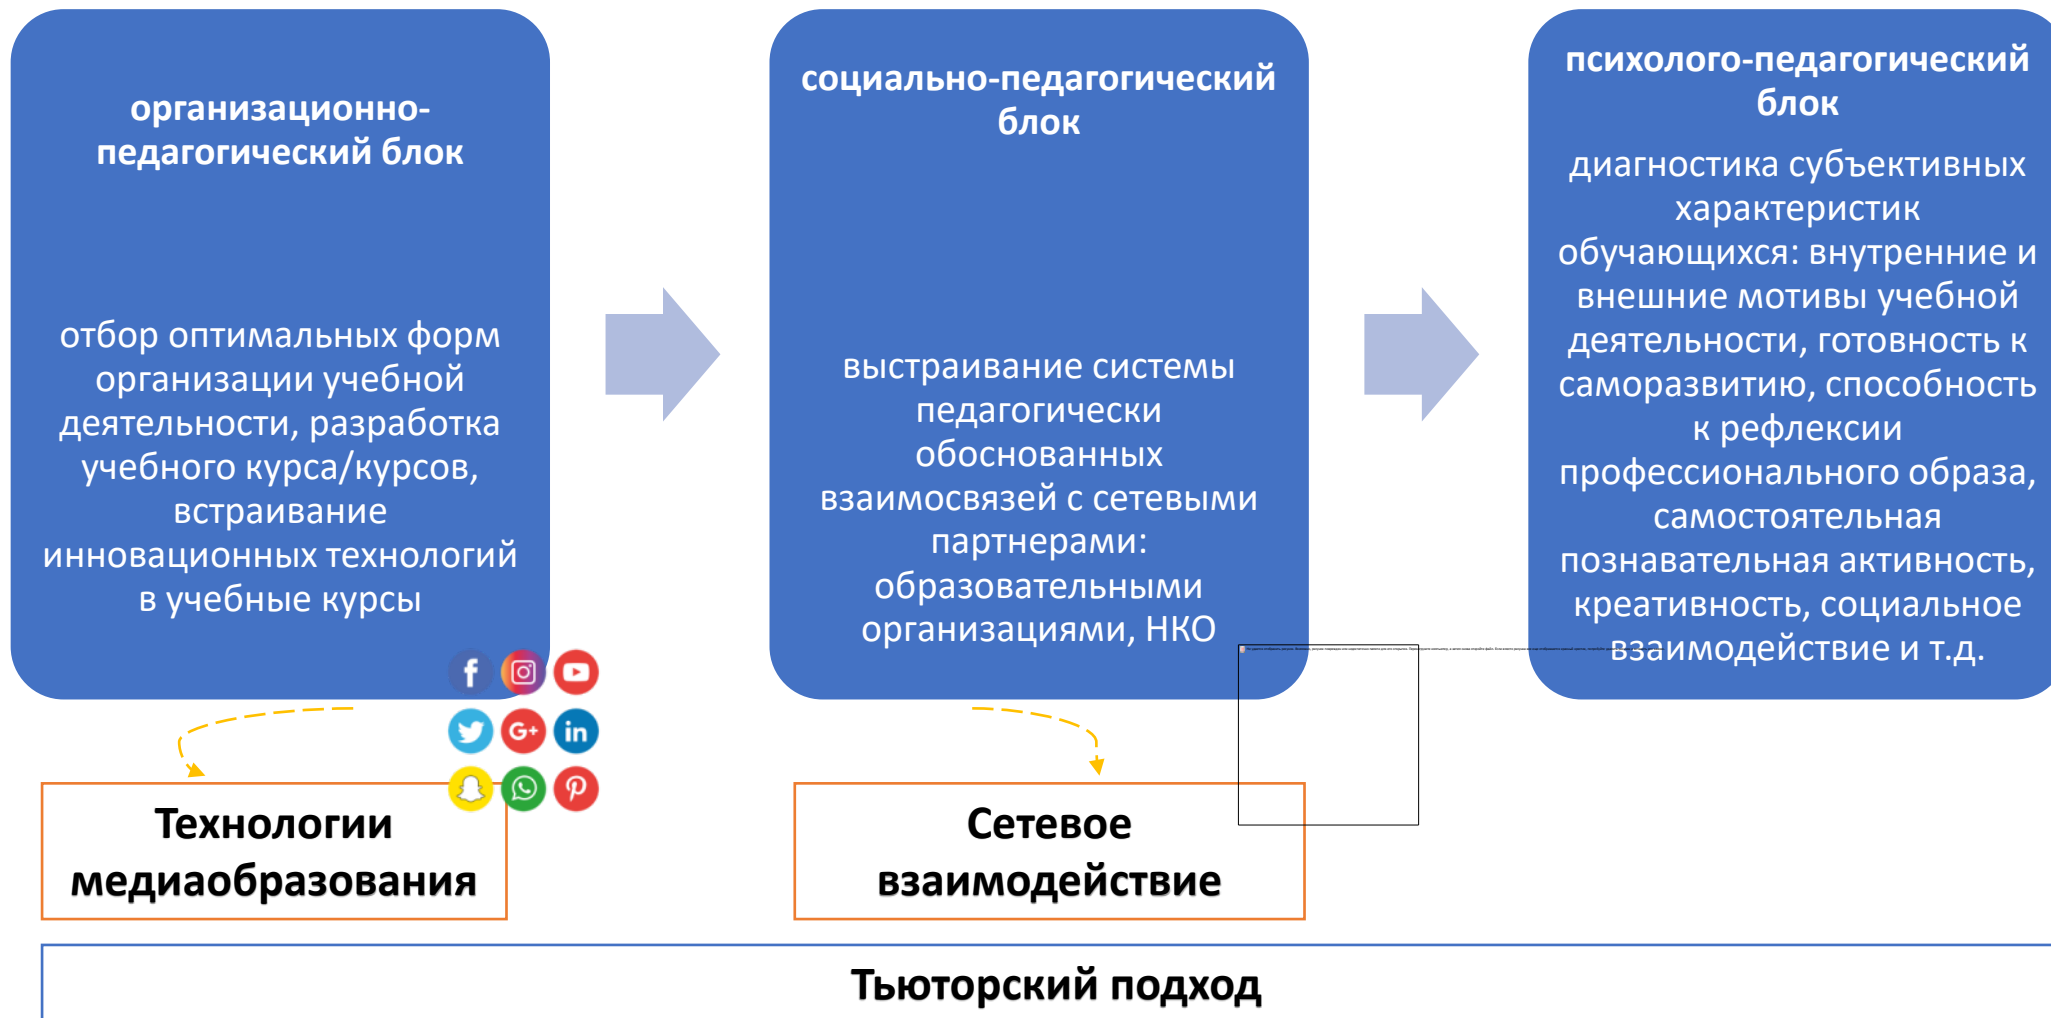 организационно-
педагогический блок
отбор оптимальных форм
организации учебной
деятельности, разработка
учебного курса/курсов,
встраивание
инновационных технологий
в учебные курсы
социально-педагогический
блок
выстраивание системы
педагогически
обоснованных
взаимосвязей с сетевыми
партнерами:
образовательными
организациями, НКО
психолого-педагогический
блок
диагностика субъективных
характеристик
обучающихся: внутренние и
внешние мотивы учебной
деятельности, готовность к
саморазвитию, способность
к рефлексии
профессионального образа,
самостоятельная
познавательная активность,
креативность, социальное
взаимодействие и т.д.
f
G+
in
Технологии
медиаобразования
Сетевое
взаимодействие
Тьюторский подход